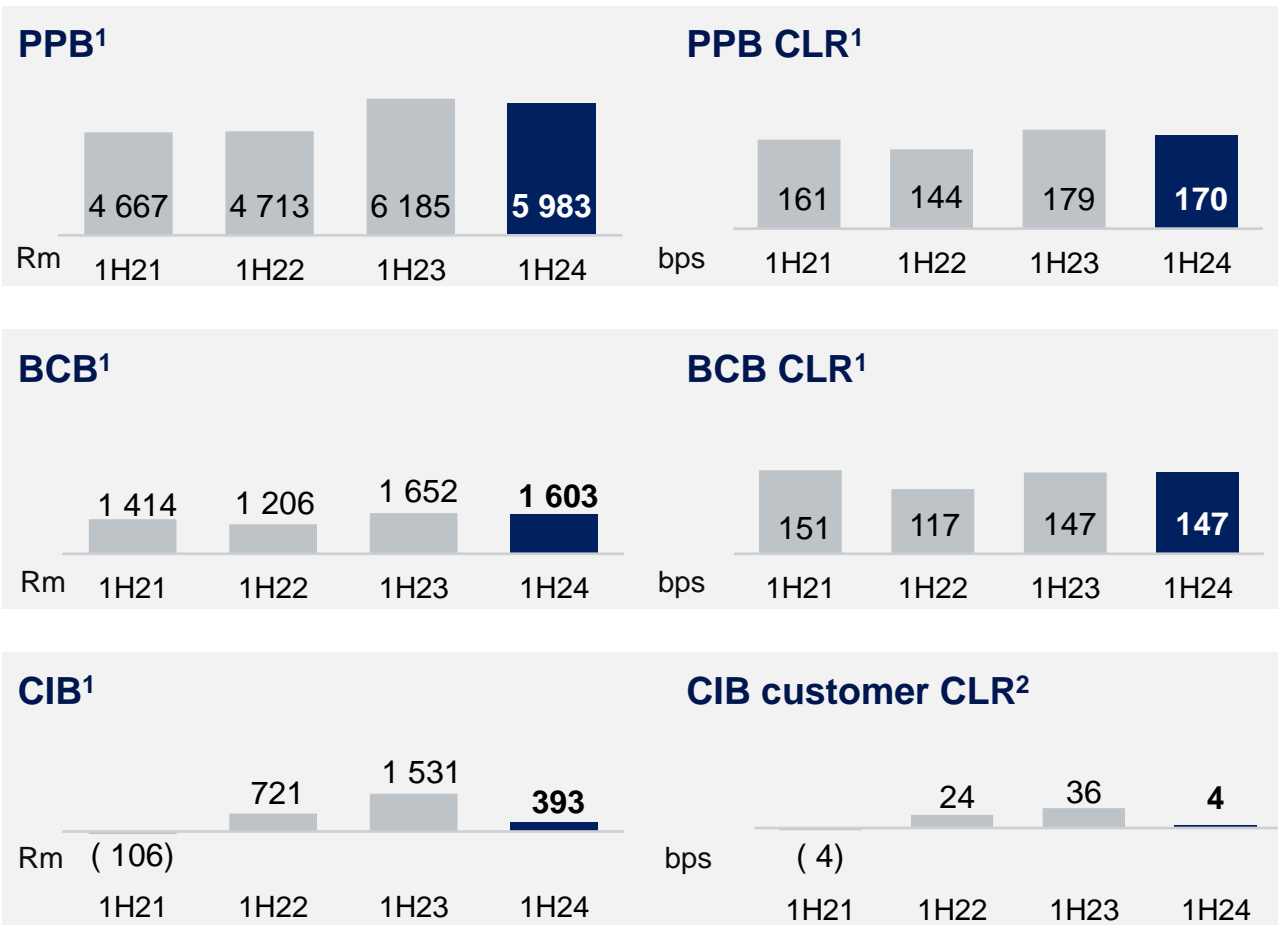 PPB¹
4 667 4 713 6 185 5 983
Rm 1H21 1H22 1H23 1H24
PPB CLR¹
161 144 179 170
bps 1H21 1H22 1H23 1H24
BCB¹
1 414 1 206 1 652 1 603
Rm 1H21 1H22 1H23 1H24
BCB CLR¹
151 117 147 147
bps 1H21 1H22 1H23 1H24
CIB¹
721 1 531 393
Rm ( 106)
1H21 1H22 1H23 1H24
CIB customer CLR²
24 36 4
bps ( 4)
1H21 1H22 1H23 1H24